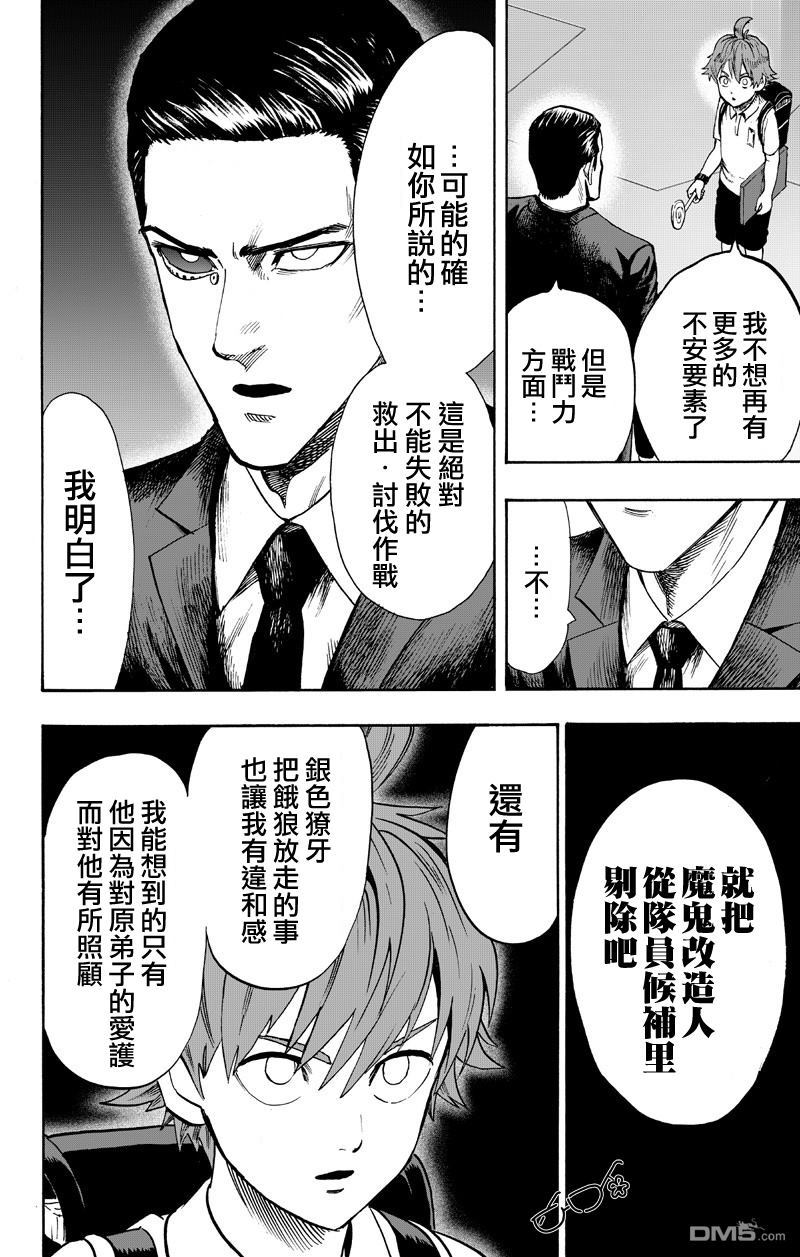 我不想再有
更多的
不安要素了
但是
戰鬥力
方面…
…不…
…可能的確
如你所説的…
這是絕對
不能失敗的
救出．討伐作戰
我明白了…
就把
魔鬼改造人
從隊員候補里
剔除吧
還有
銀色獠牙
把餓狼放走的事
也讓我有違和感
我能想到的只有
他因為對原弟子的愛護
而對他有所照顧
DM5.com